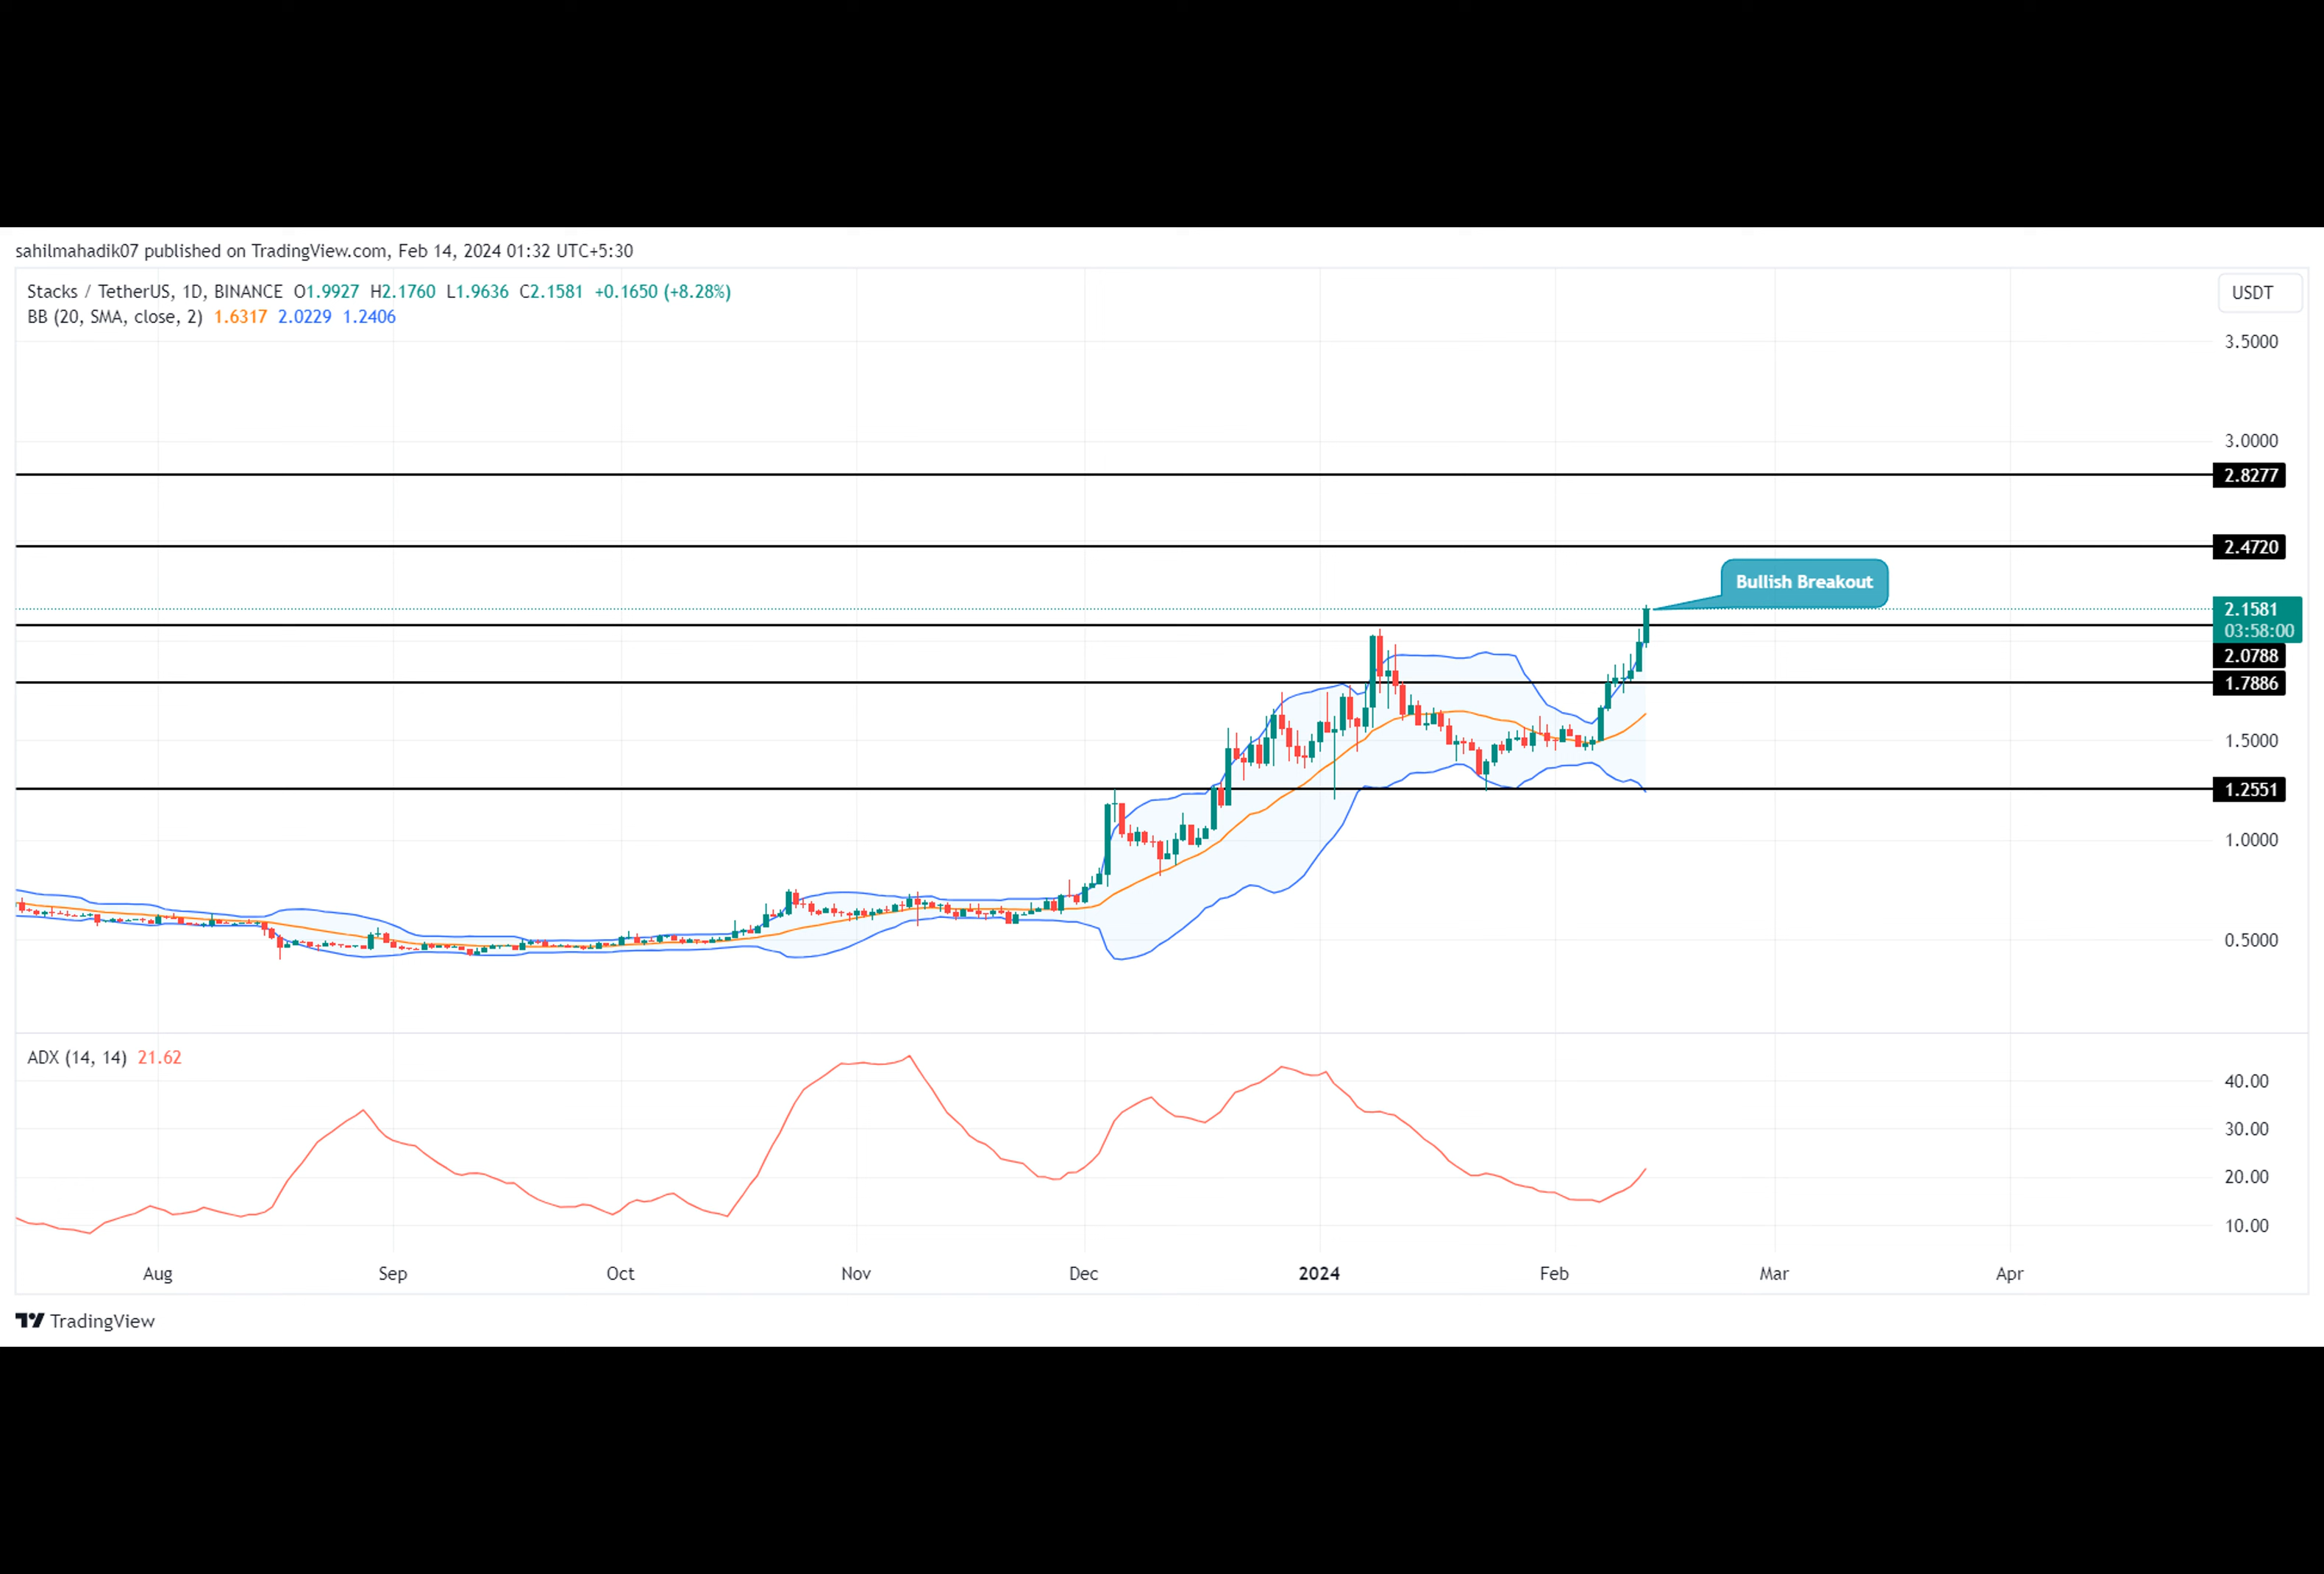 sahilmahadik07 published on TradingView.com, Feb 14, 2024 01:32 UTC+5:30
Stacks / TetherUS, 1D, BINANCE O1.9927 H2.1760 L1.9636 C2.1581 +0.1650 (+8.28%)
USDT
BB (20, SMA, close, 2) 1.6317 2.0229 1.2406
3.5000
3.0000
2.8277
2.4720
Bullish Breakout
2.1581
03:58:00
2.0788
1.7886
1.5000
1.2551
1.0000
0.5000
ADX (14, 14) 21.62
40.00
30.00
20.00
10.00
Aug Sep Oct Nov Dec 2024 Feb Mar Apr
TradingView